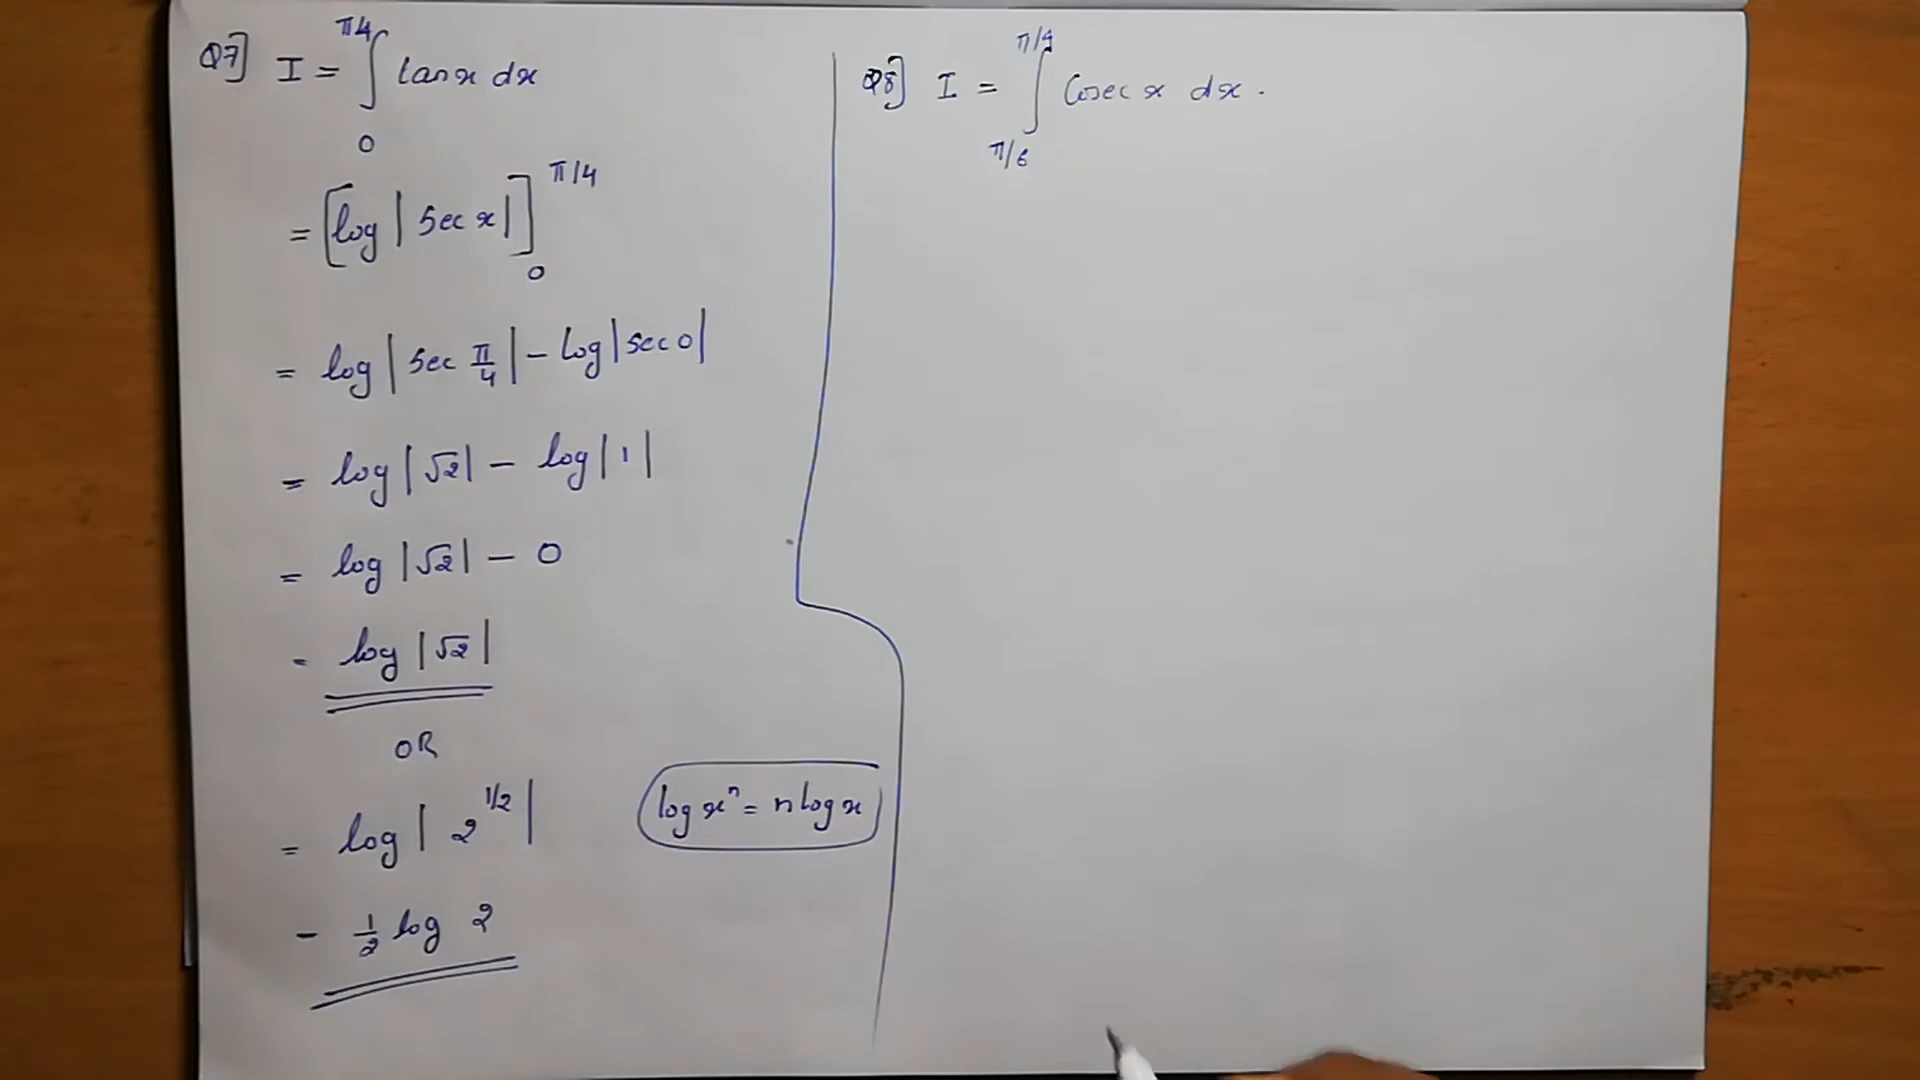 Q7] I = ∫₀^π/4 tan x dx
= [log | Sec x|]₀^π/4
= log | Sec π/4 | - log |sec 0|
= log |√2| - log | 1 |
= log |√2| - 0
= log |√2|
OR
= log | 2^1/2 |
log xⁿ = n log x
- 1/2 log 2
Q8] I = ∫_π/6^π/4 Cosec x dx .